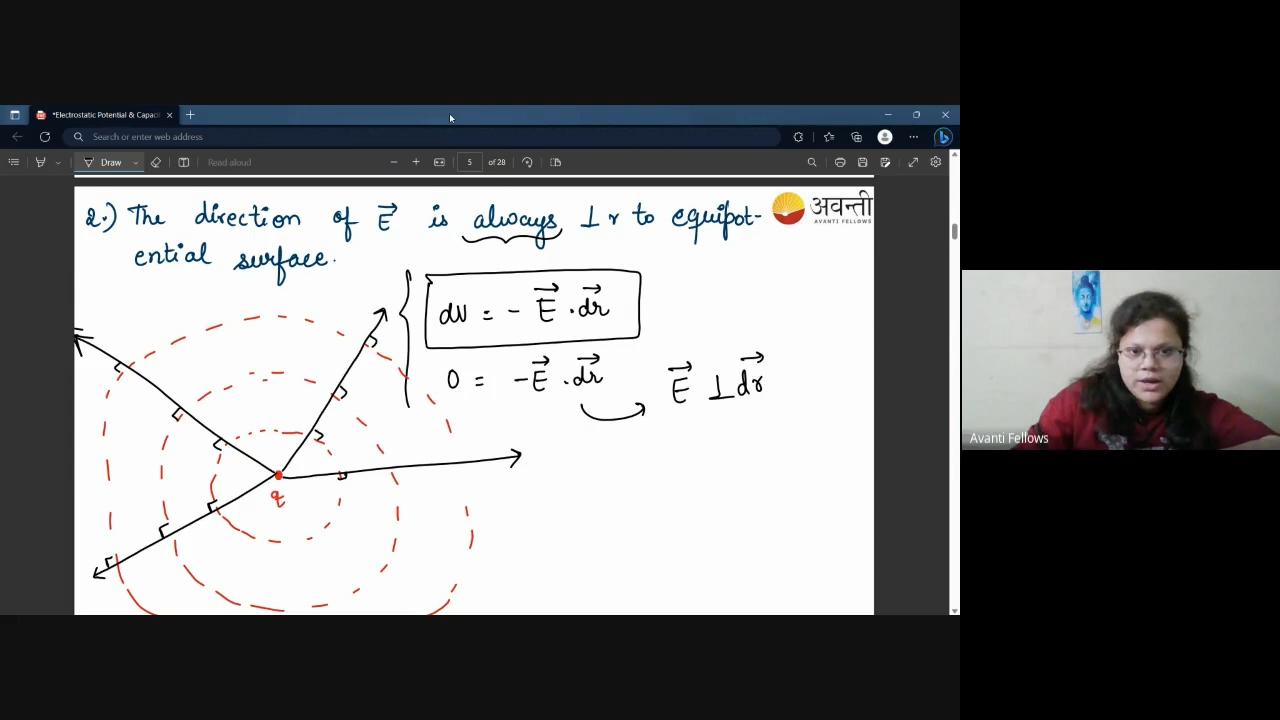 *Electrostatic Potential & Capaci
Search or enter web address
Draw
Read aloud
5 of 28
2.) The direction of E⃗ is always ⊥r to equipot-
ential surface.
अवन्ती
AVANTI FELLOWS
dV = - E⃗ . dr⃗
0 = -E⃗ . dr⃗
E⃗ ⊥ dr⃗
q
Avanti Fellows